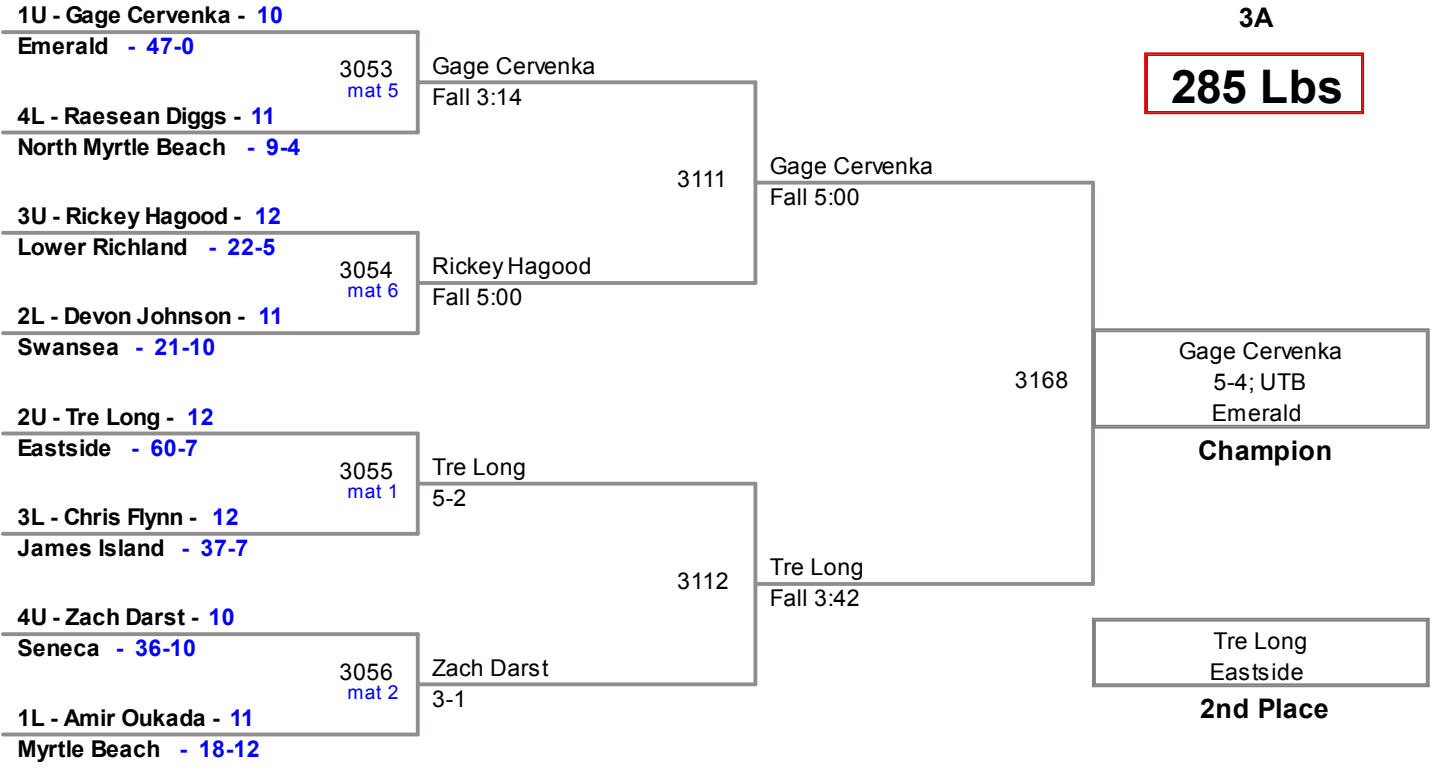 1U - Gage Cervenka - 10
Emerald - 47-0
3053
mat 5
4L - Raesean Diggs - 11
North Myrtle Beach - 9-4
Gage Cervenka
Fall 3:14
3U - Rickey Hagood - 12
Lower Richland - 22-5
3054
mat 6
2L - Devon Johnson - 11
Swansea - 21-10
Rickey Hagood
Fall 5:00
3111
Gage Cervenka
Fall 5:00
2U - Tre Long - 12
Eastside - 60-7
3055
mat 1
3L - Chris Flynn - 12
James Island - 37-7
Tre Long
5-2
4U - Zach Darst - 10
Seneca - 36-10
3056
mat 2
1L - Amir Oukada - 11
Myrtle Beach - 18-12
Zach Darst
3-1
3112
Tre Long
Fall 3:42
3A
285 Lbs
3168
Gage Cervenka
5-4; UTB
Emerald
Champion
Tre Long
Eastside
2nd Place